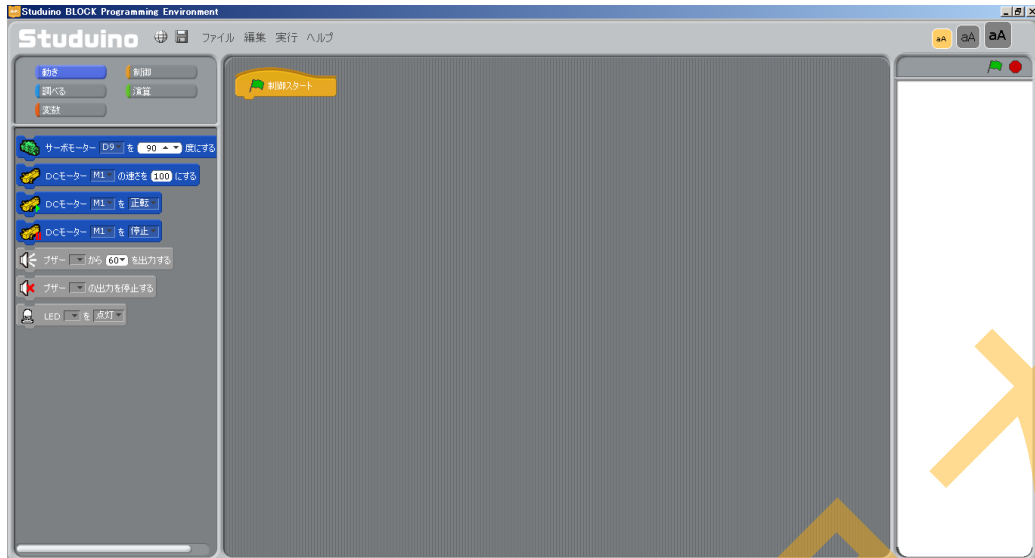 Studuino BLOCK Programming Environment
Studuino ファイル 編集 実行 ヘルプ
aA aA aA
動き 制御
調べる 演算
変数
制御スタート
サーボモーター D9 を 90 度にする
DCモーター M1 の速さを 100 にする
DCモーター M1 を 正転
DCモーター M1 を 停止
ブザー から 60 を出力する
ブザー の出力を停止する
LED を 点灯